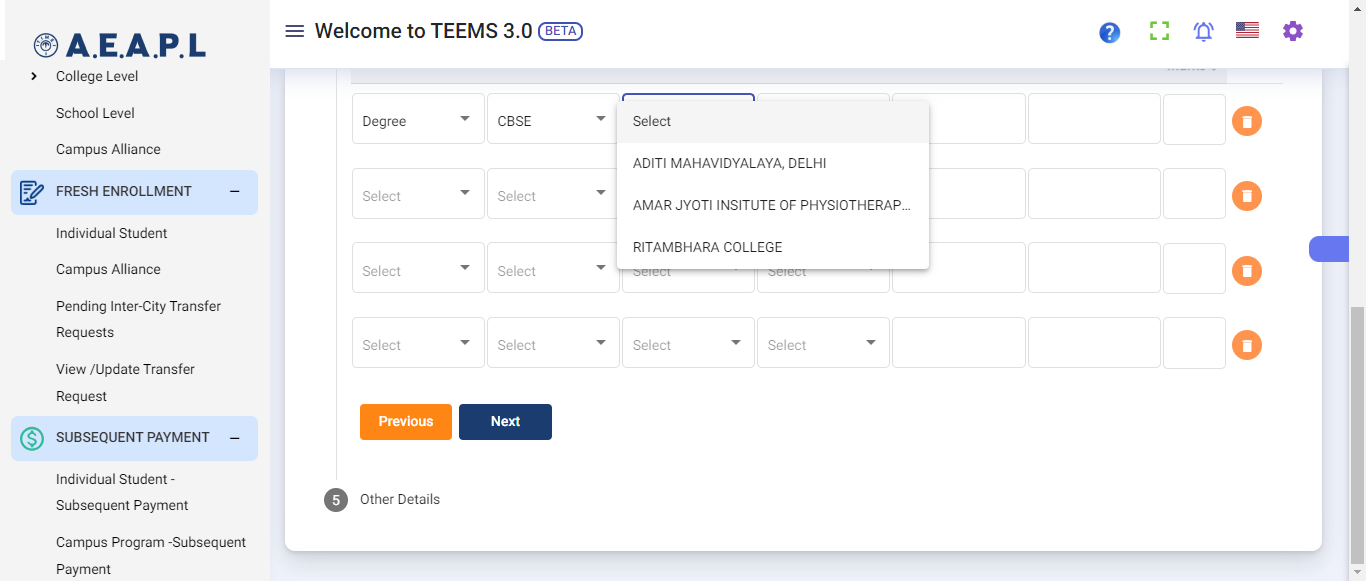 A.E.A.P.L
Welcome to TEEMS 3.0 BETA
College Level
School Level
Campus Alliance
FRESH ENROLLMENT
Individual Student
Campus Alliance
Pending Inter-City Transfer
Requests
View /Update Transfer
Request
SUBSEQUENT PAYMENT
Individual Student -
Subsequent Payment
Campus Program -Subsequent
Payment
Degree CBSE
Select
ADITI MAHAVIDYALAYA, DELHI
AMAR JYOTI INSITUTE OF PHYSIOTHERAP...
RITAMBHARA COLLEGE
Select Select
Select Select Select Select
Select Select Select Select
Previous Next
5 Other Details